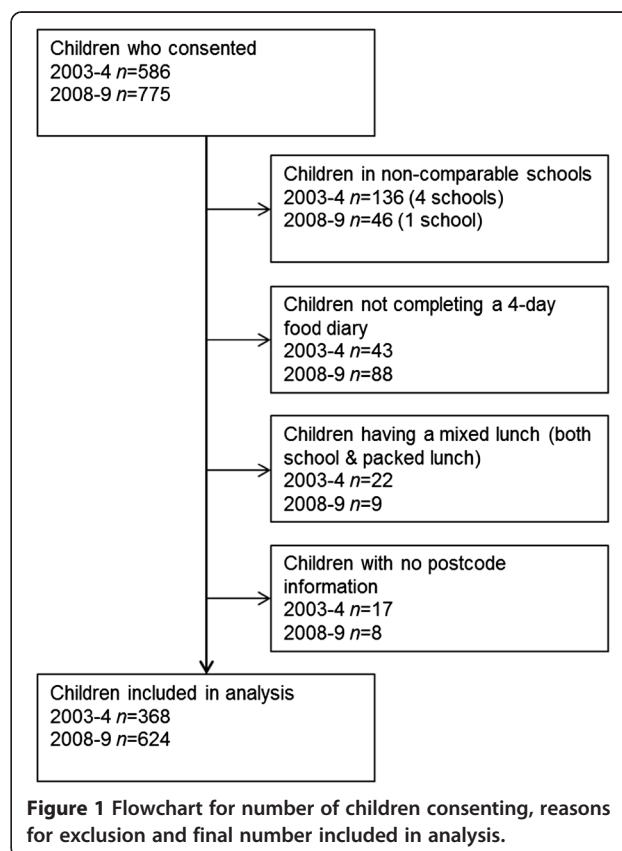 Children who consented
2003-4 n=586
2008-9 n=775
Children in non-comparable schools
2003-4 n=136 (4 schools)
2008-9 n=46 (1 school)
Children not completing a 4-day
food diary
2003-4 n=43
2008-9 n=88
Children having a mixed lunch (both
school & packed lunch)
2003-4 n=22
2008-9 n=9
Children with no postcode
information
2003-4 n=17
2008-9 n=8
Children included in analysis
2003-4 n=368
2008-9 n=624
Figure 1 Flowchart for number of children consenting, reasons
for exclusion and final number included in analysis.